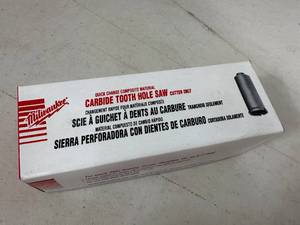 Milwaukee
QUICK CHANGE COMPOSITE MATERIAL
CARBIDE TOOTH HOLE SAW CUTTER ONLY
CHANGEMENT RAPIDE POUR MATÉRIAUX COMPOSÉS
SCIE À GUICHET À DENTS AU CARBURE TRANCHOIR SEULEMENT
MATERIAL COMPUESTO DE CAMBIO RÁPIDO
SIERRA PERFORADORA CON DIENTES DE CARBURO CORTADORA SOLAMENTE